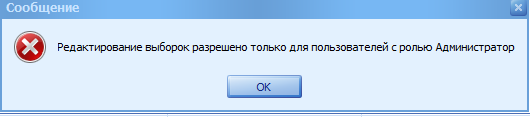 Сообщение
Редактирование выборок разрешено только для пользователей с ролью Администратор
OK